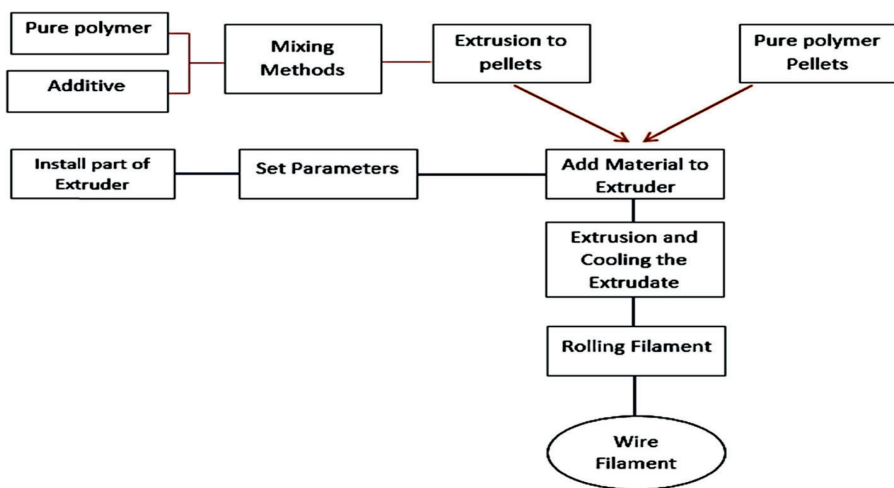 Pure polymer
Additive
Mixing
Methods
Extrusion to
pellets
Pure polymer
Pellets
Install part of
Extruder
Set Parameters
Add Material to
Extruder
Extrusion and
Cooling the
Extrudate
Rolling Filament
Wire
Filament